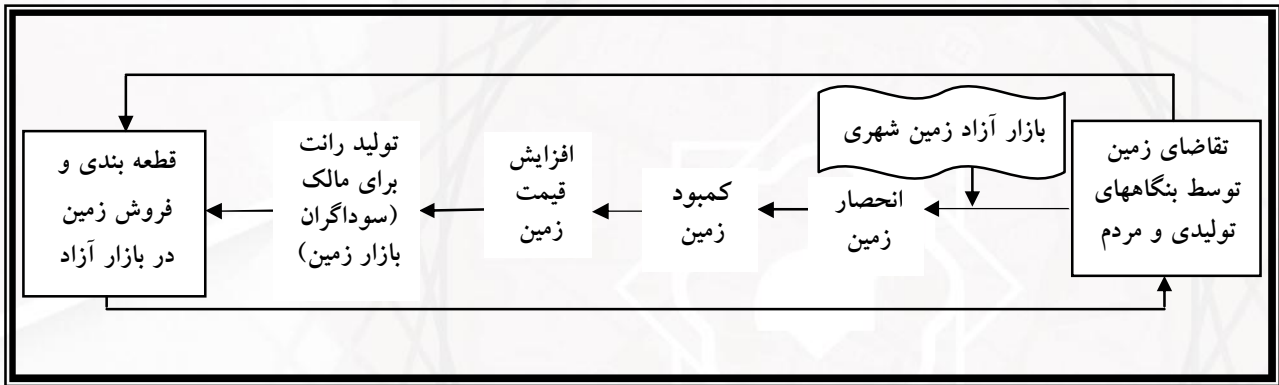 تقاضای زمین
توسط بنگاههای
تولیدی و مردم
بازار آزاد زمین شهری
انحصار
زمین
کمبود
زمین
افزایش
قیمت
زمین
تولید رانت
برای مالک
(سوداگران
بازار زمین)
قطعه بندی و
فروش زمین
در بازار آزاد